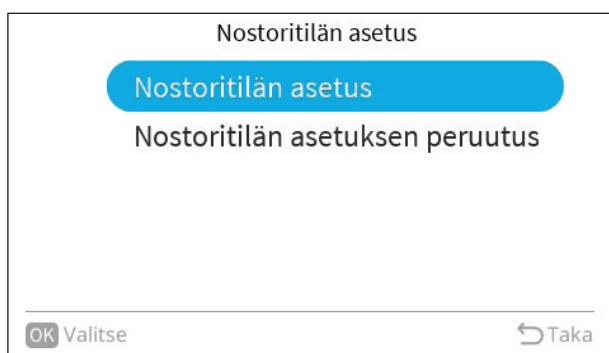 Nostoritilän asetus
Nostoritilän asetus
Nostoritilän asetuksen peruutus
OK Valitse
Taka